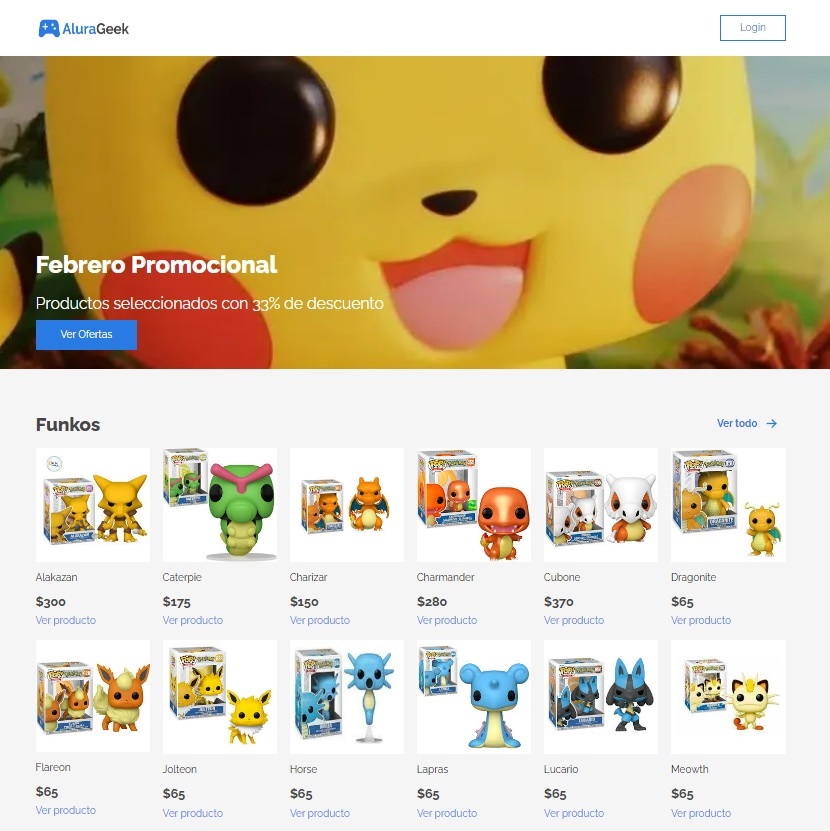 AluraGeek
Login
Febrero Promocional
Productos seleccionados con 33% de descuento
Ver Ofertas
Funkos
Ver todo
Alakazan
$300
Ver producto
Caterpie
$175
Ver producto
Charizar
$150
Ver producto
Charmander
$280
Ver producto
Cubone
$370
Ver producto
Dragonite
$65
Ver producto
Flareon
$65
Ver producto
Jolteon
$65
Ver producto
Horse
$65
Ver producto
Lapras
$65
Ver producto
Lucario
$65
Ver producto
Meowth
$65
Ver producto